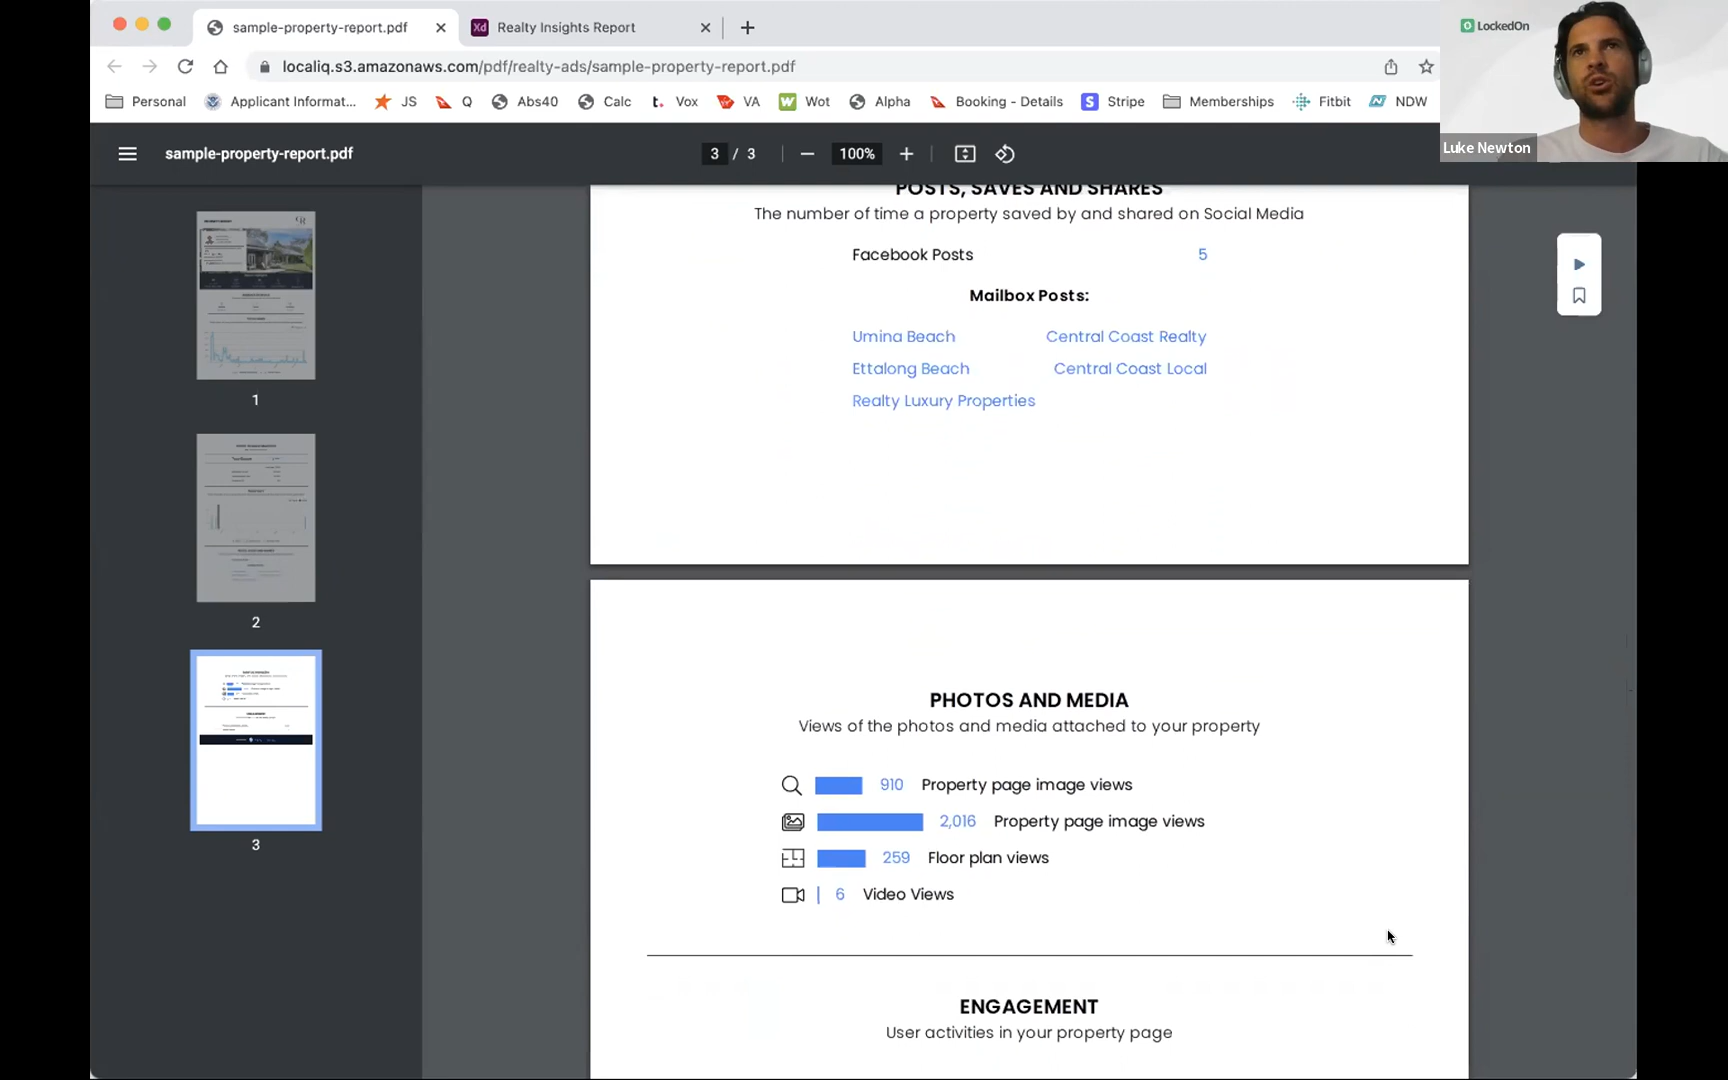 sample-property-report.pdf
Realty Insights Report
localiq.s3.amazonaws.com/pdf/realty-ads/sample-property-report.pdf
Personal
Applicant Informat...
JS
Q
Abs40
Calc
t. Vox
VA
Wot
Alpha
Booking - Details
Stripe
Memberships
Fitbit
NDW
LockedOn
Luke Newton
sample-property-report.pdf
3 / 3
100%
1
2
3
POSTS, SAVES AND SHARES
The number of time a property saved by and shared on Social Media
Facebook Posts 5
Mailbox Posts:
Umina Beach Central Coast Realty
Ettalong Beach Central Coast Local
Realty Luxury Properties
PHOTOS AND MEDIA
Views of the photos and media attached to your property
910 Property page image views
2,016 Property page image views
259 Floor plan views
6 Video Views
ENGAGEMENT
User activities in your property page